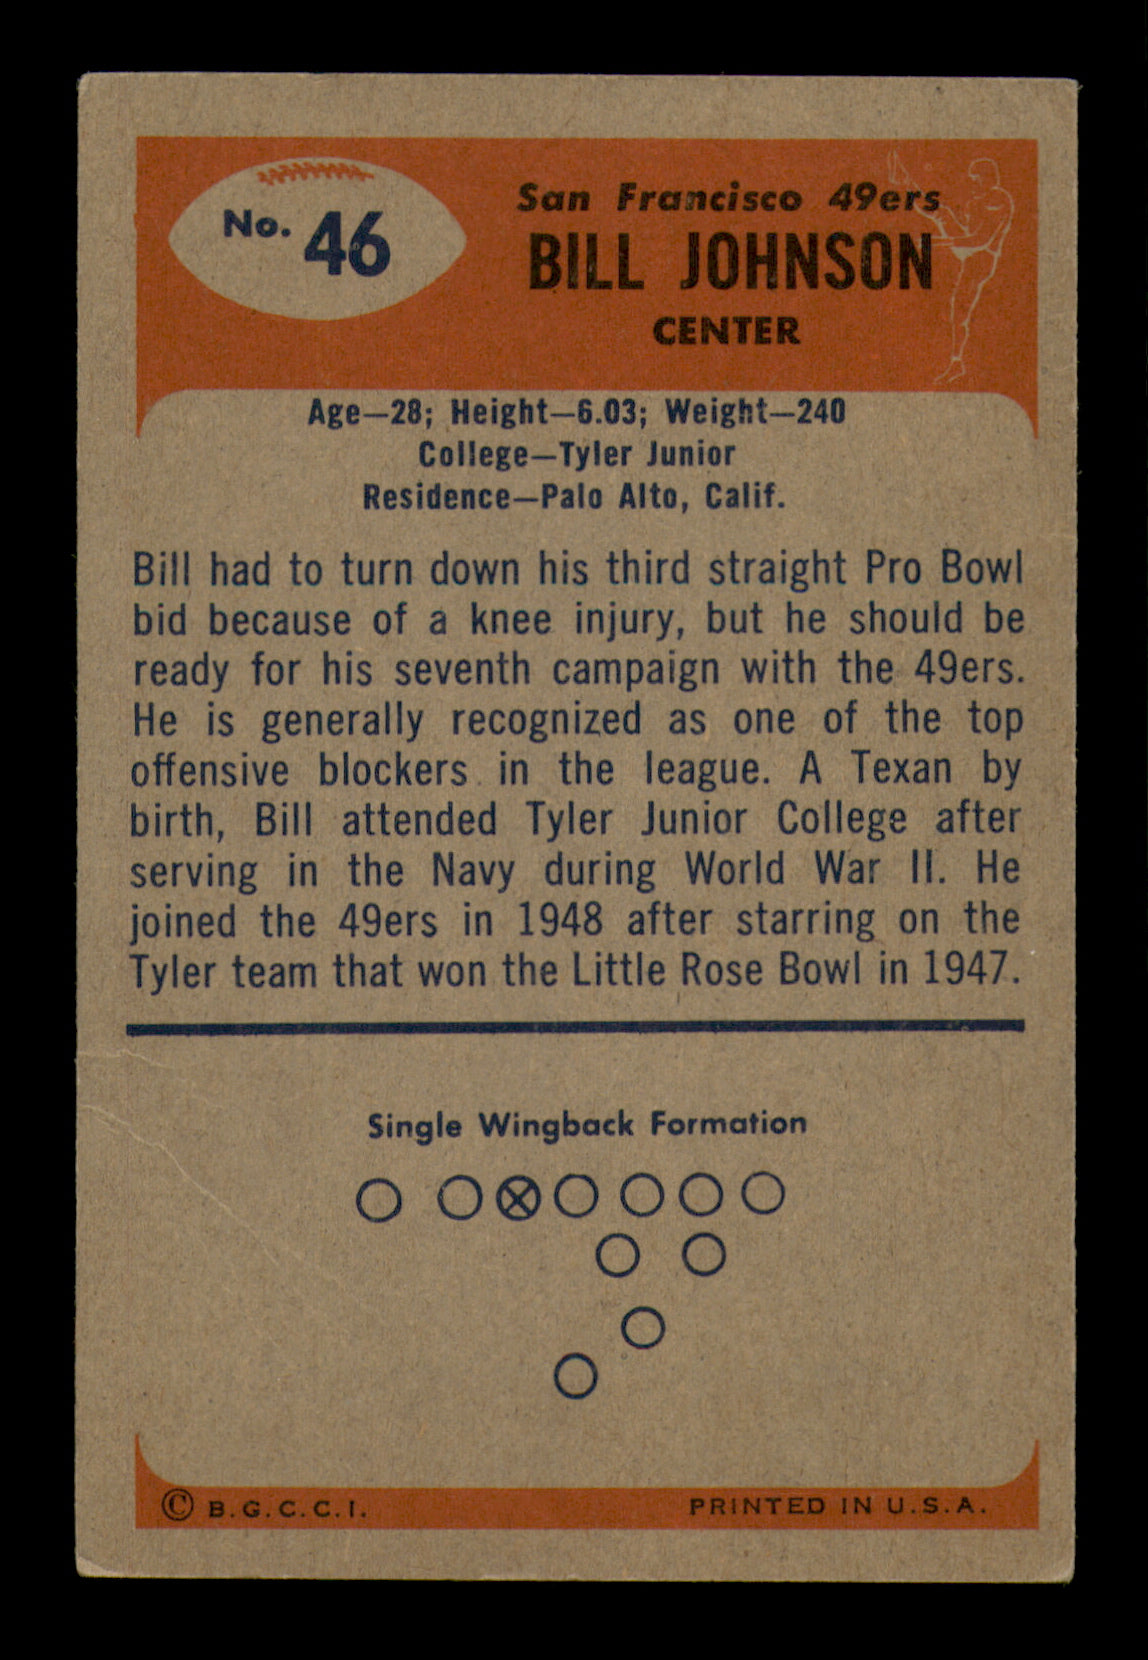 No. 46
San Francisco 49ers
BILL JOHNSON
CENTER
Age—28; Height—6.03; Weight—240
College—Tyler Junior
Residence—Palo Alto, Calif.
Bill had to turn down his third straight Pro Bowl
bid because of a knee injury, but he should be
ready for his seventh campaign with the 49ers.
He is generally recognized as one of the top
offensive blockers in the league. A Texan by
birth, Bill attended Tyler Junior College after
serving in the Navy during World War II. He
joined the 49ers in 1948 after starring on the
Tyler team that won the Little Rose Bowl in 1947.
Single Wingback Formation
© B.G.C.C.I. PRINTED IN U.S.A.